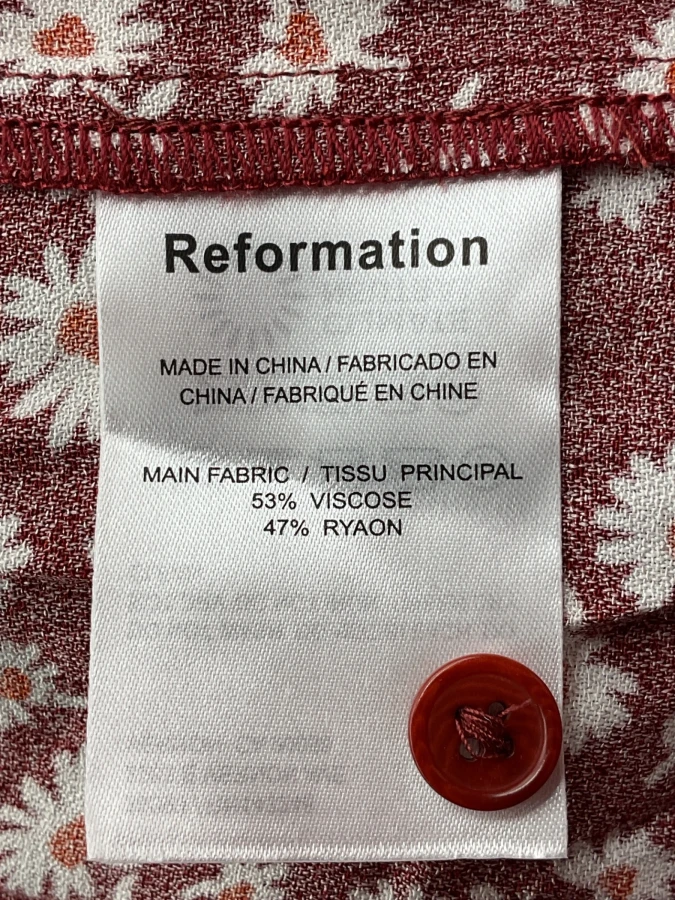 Reformation
MADE IN CHINA / FABRICADO EN
CHINA / FABRIQUÉ EN CHINE
MAIN FABRIC / TISSU PRINCIPAL
53% VISCOSE
47% RYAON